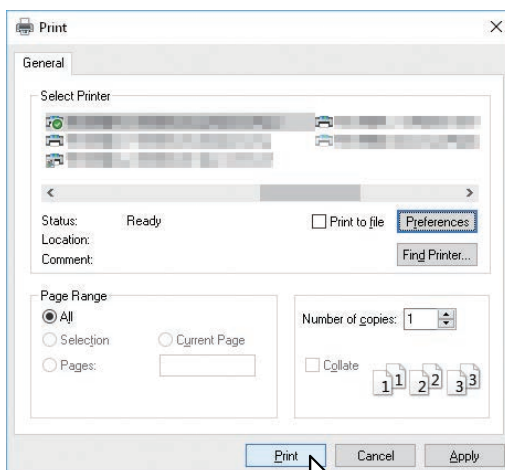 Print
General
Select Printer
Status: Ready
Print to file
Preferences
Location:
Comment:
Find Printer...
Page Range
All
Selection
Current Page
Pages:
Number of copies: 1
Collate
1 1 2 2 3 3
Print
Cancel
Apply